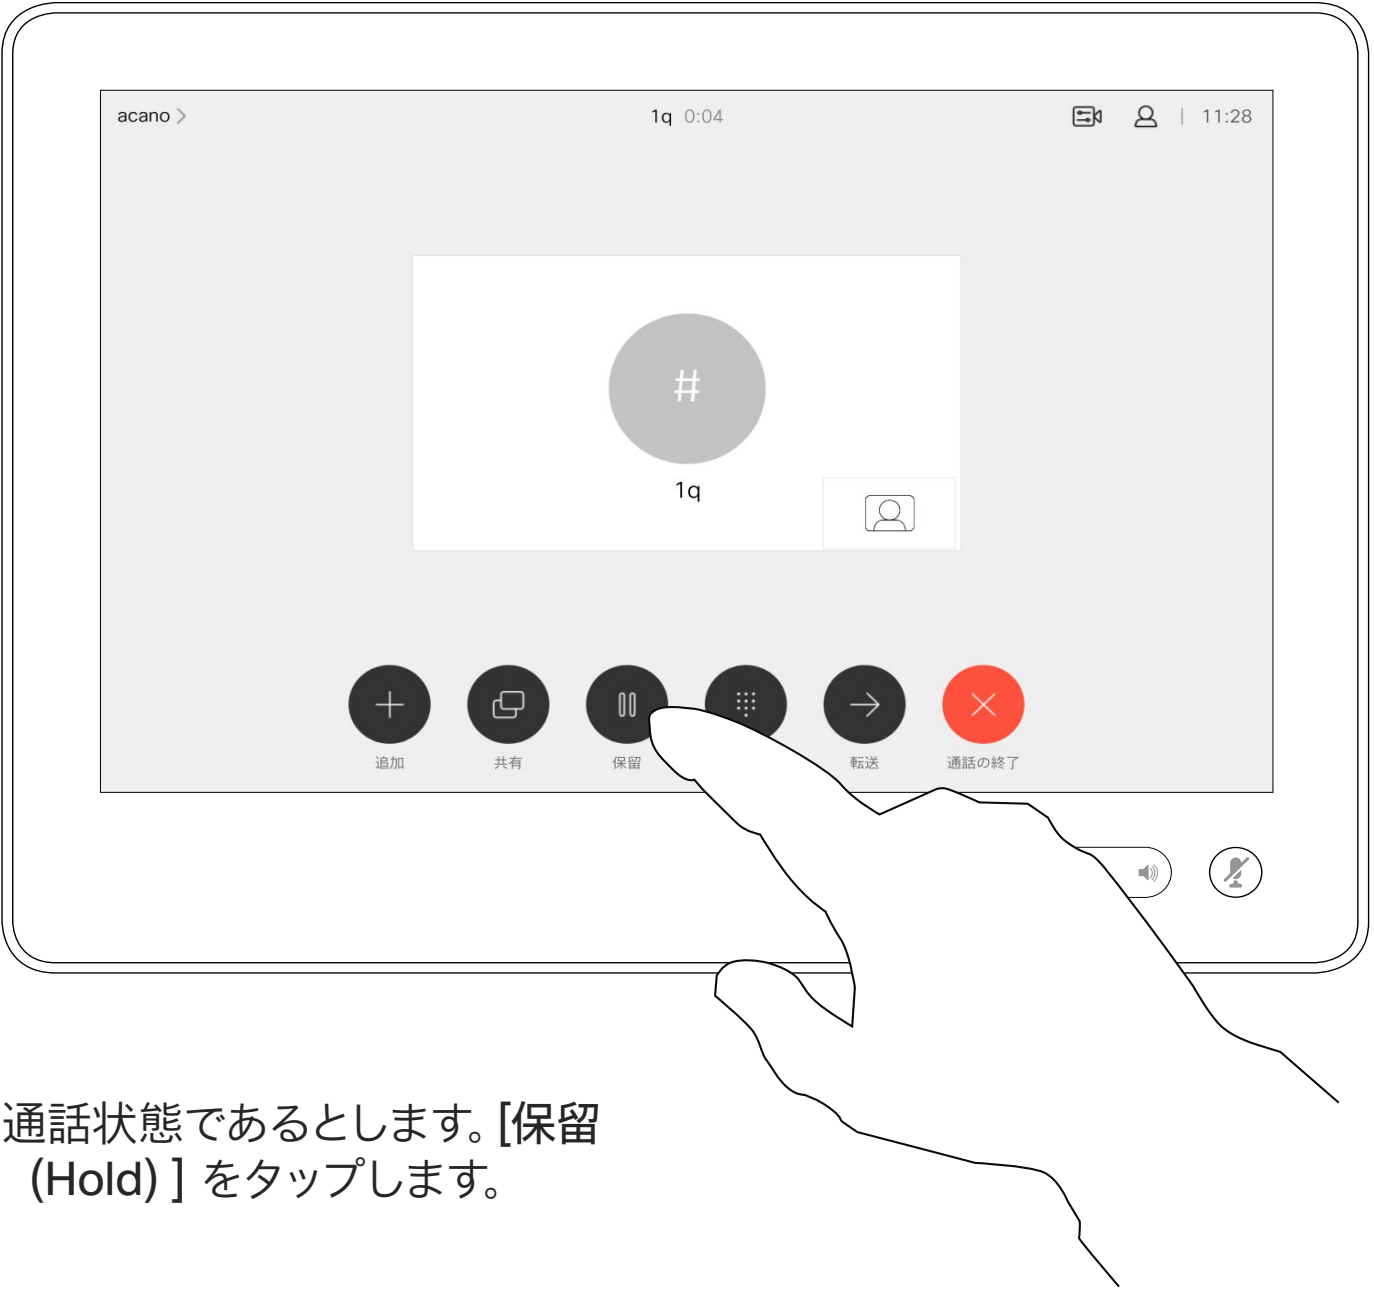 acano
1q 0:04
11:28
#
1q
追加
共有
保留
転送
通話の終了
通話状態であるとします。[保留
(Hold) ] をタップします。